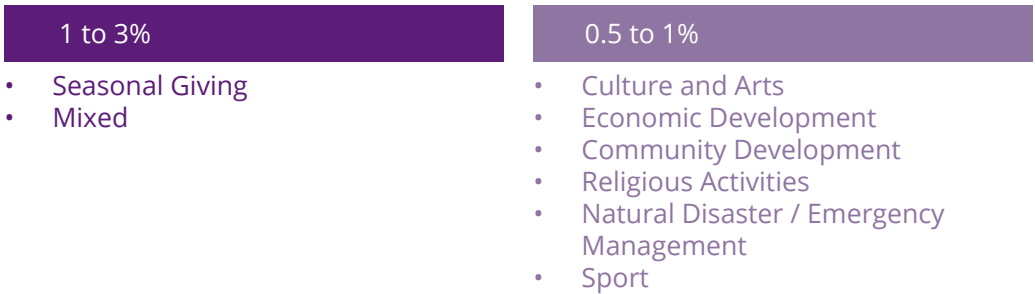 1 to 3%
• Seasonal Giving
• Mixed
0.5 to 1%
• Culture and Arts
• Economic Development
• Community Development
• Religious Activities
• Natural Disaster / Emergency
Management
• Sport